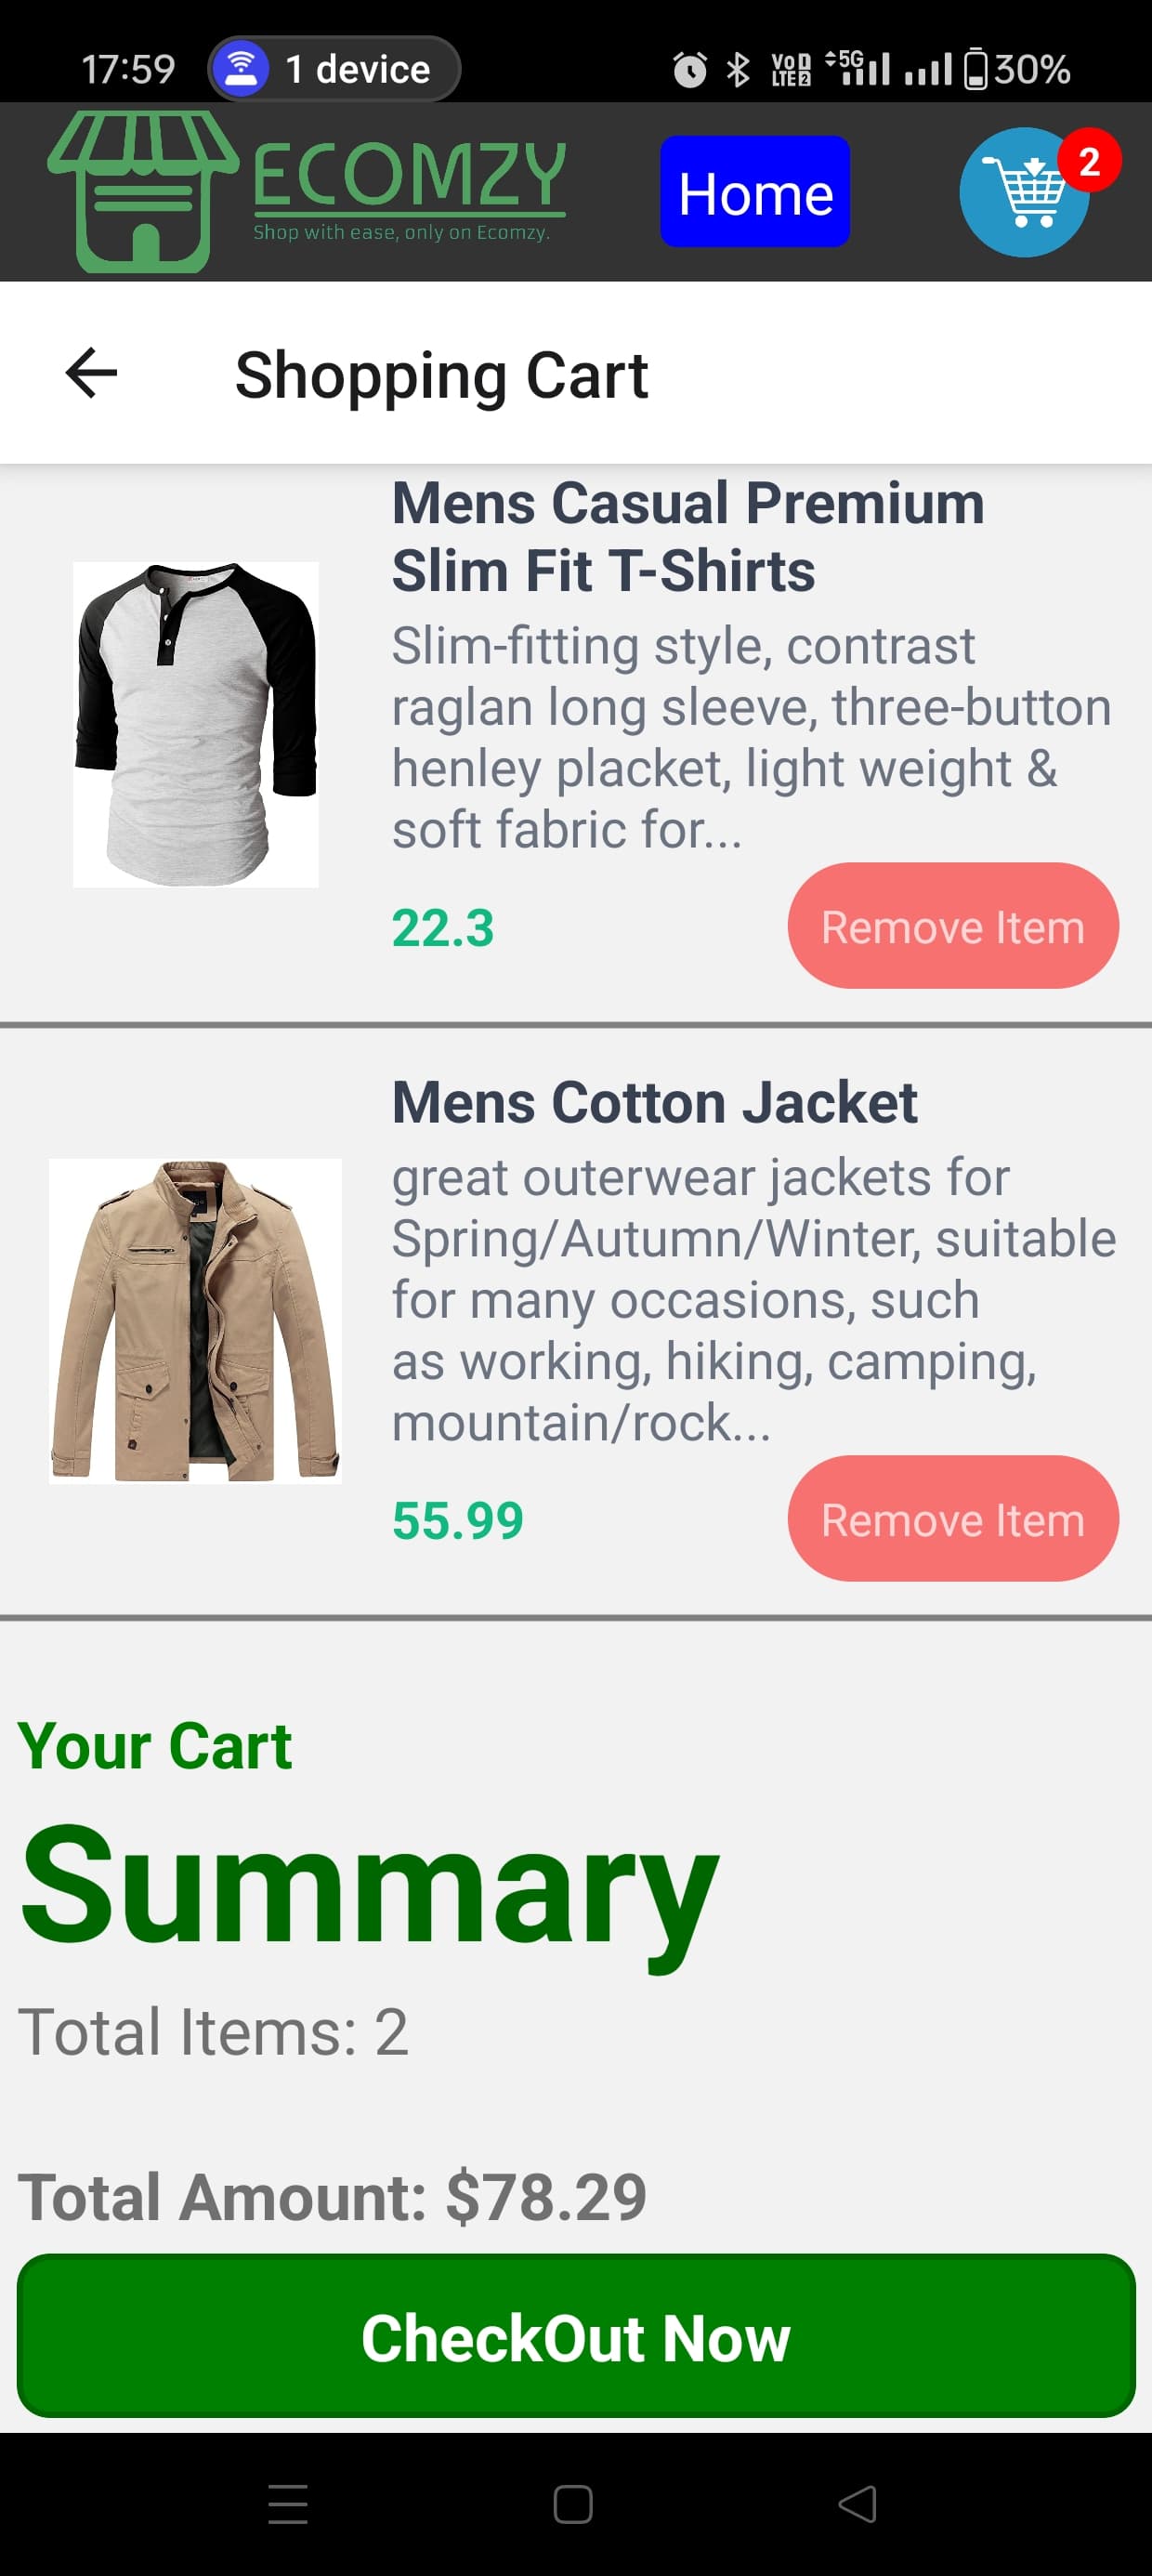 17:59
1 device
VoD
LTE 2
5G
30%
ECOMZY
Shop with ease, only on Ecomzy.
Home
2
Shopping Cart
Mens Casual Premium
Slim Fit T-Shirts
Slim-fitting style, contrast
raglan long sleeve, three-button
henley placket, light weight &
soft fabric for...
22.3
Remove Item
Mens Cotton Jacket
great outerwear jackets for
Spring/Autumn/Winter, suitable
for many occasions, such
as working, hiking, camping,
mountain/rock...
55.99
Remove Item
Your Cart
Summary
Total Items: 2
Total Amount: $78.29
CheckOut Now